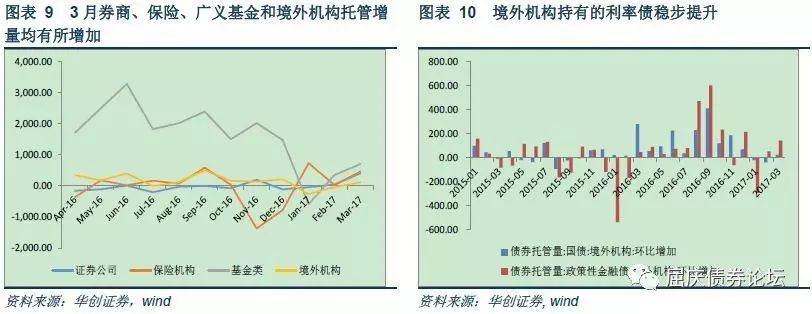 图表 9 3 月券商、保险、广义基金和境外机构托管增
量均有所增加
4,000.00
3,000.00
2,000.00
1,000.00
0.00
-1,000.00
-2,000.00
Apr-16
May-16
Jun-16
Jul-16
Aug-16
Sep-16
Oct-16
Nov-16
Dec-16
Jan-17
Feb-17
Mar-17
证券公司 保险机构 基金类 境外机构
资料来源：华创证券，wind
图表 10 境外机构持有的利率债稳步提升
800.00
600.00
400.00
200.00
0.00
-200.00
-400.00
-600.00
2015-01
2015-03
2015-05
2015-07
2015-09
2015-11
2016-01
2016-03
2016-05
2016-07
2016-09
2016-11
2017-01
2017-03
债券托管量:国债:境外机构:环比增加
债券托管量:政策性金融债
资料来源：华创证券, wind
屈庆债券论坛